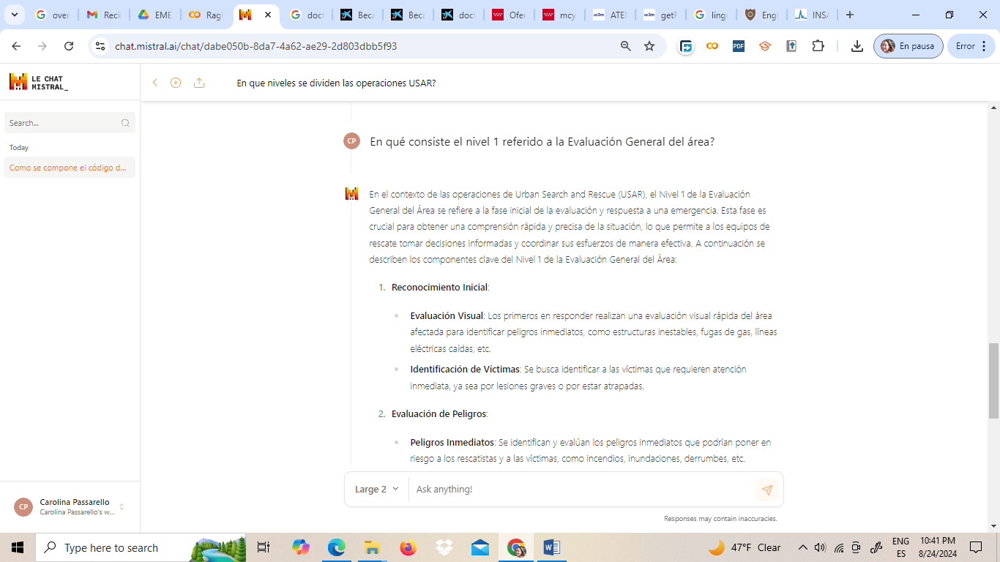 over
Reci
EME
Rag
doct
Beca
Beca
doct
Ofer
mcy
ATEI
getF
ling
Engl
INSA
chat.mistral.ai/chat/dabe050b-8da7-4a62-ae29-2d803dbb5f93
PDF
En pausa
Error
LE CHAT
MISTRAL_
En que niveles se dividen las operaciones USAR?
Search...
Today
Como se compone el código d...
CP
En qué consiste el nivel 1 referido a la Evaluación General del área?
En el contexto de las operaciones de Urban Search and Rescue (USAR), el Nivel 1 de la Evaluación
General del Área se refiere a la fase inicial de la evaluación y respuesta a una emergencia. Esta fase es
crucial para obtener una comprensión rápida y precisa de la situación, lo que permite a los equipos de
rescate tomar decisiones informadas y coordinar sus esfuerzos de manera efectiva. A continuación se
describen los componentes clave del Nivel 1 de la Evaluación General del Área:
1. Reconocimiento Inicial:
Evaluación Visual: Los primeros en responder realizan una evaluación visual rápida del área
afectada para identificar peligros inmediatos, como estructuras inestables, fugas de gas, líneas
eléctricas caídas, etc.
Identificación de Víctimas: Se busca identificar a las víctimas que requieren atención
inmediata, ya sea por lesiones graves o por estar atrapadas.
2. Evaluación de Peligros:
Peligros Inmediatos: Se identifican y evalúan los peligros inmediatos que podrían poner en
riesgo a los rescatistas y a las víctimas, como incendios, inundaciones, derrumbes, etc.
Large 2
Ask anything!
Responses may contain inaccuracies.
CP
Carolina Passarello
Carolina Passarello's w...
Type here to search
47°F Clear
ENG
ES
10:41 PM
8/24/2024